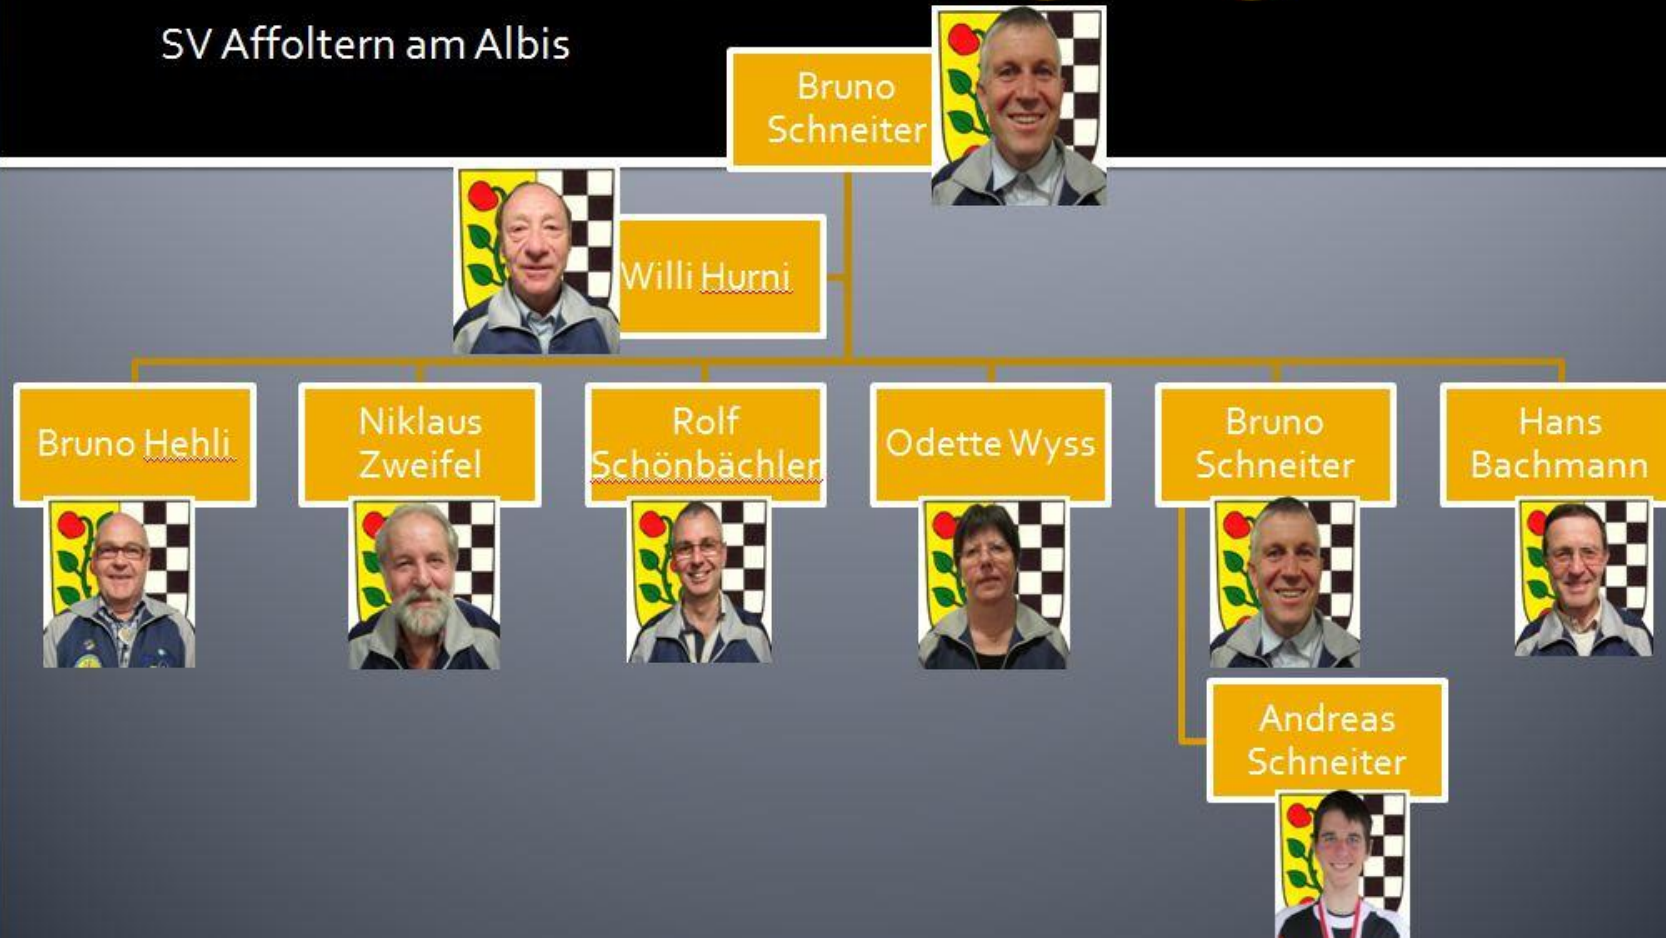 SV Affoltern am Albis
Bruno
Schneiter
Willi Hurni
Bruno Hehli
Niklaus
Zweifel
Rolf
Schönbächler
Odette Wyss
Bruno
Schneiter
Hans
Bachmann
Andreas
Schneiter